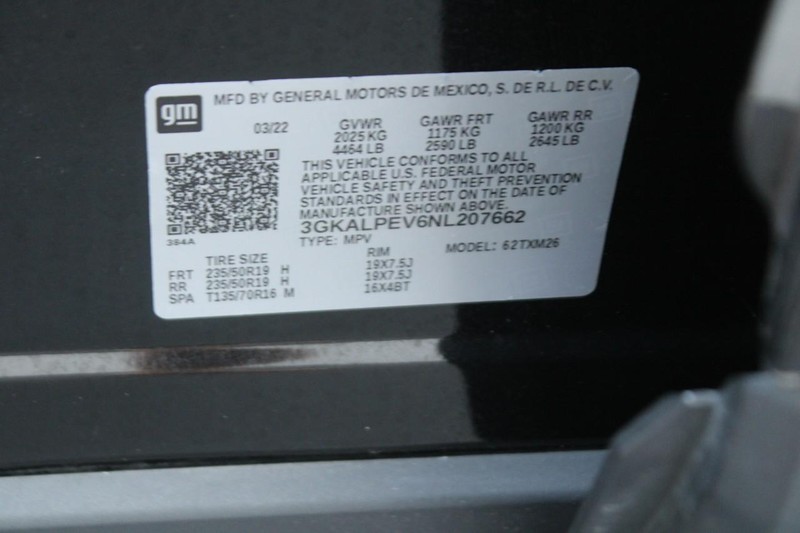 gm
MFD BY GENERAL MOTORS DE MEXICO, S. DE R.L. DE C.V.
03/22 GVWR GAWR FRT GAWR RR
2025 KG 1175 KG 1200 KG
4464 LB 2590 LB 2645 LB
THIS VEHICLE CONFORMS TO ALL
APPLICABLE U.S. FEDERAL MOTOR
VEHICLE SAFETY AND THEFT PREVENTION
STANDARDS IN EFFECT ON THE DATE OF
MANUFACTURE SHOWN ABOVE.
3GKALPEV6NL207662
384A
TYPE: MPV MODEL: 62TXM26
TIRE SIZE RIM
FRT 235/50R19 H 19X7.5J
RR 235/50R19 H 19X7.5J
SPA T135/70R16 M 16X4BT